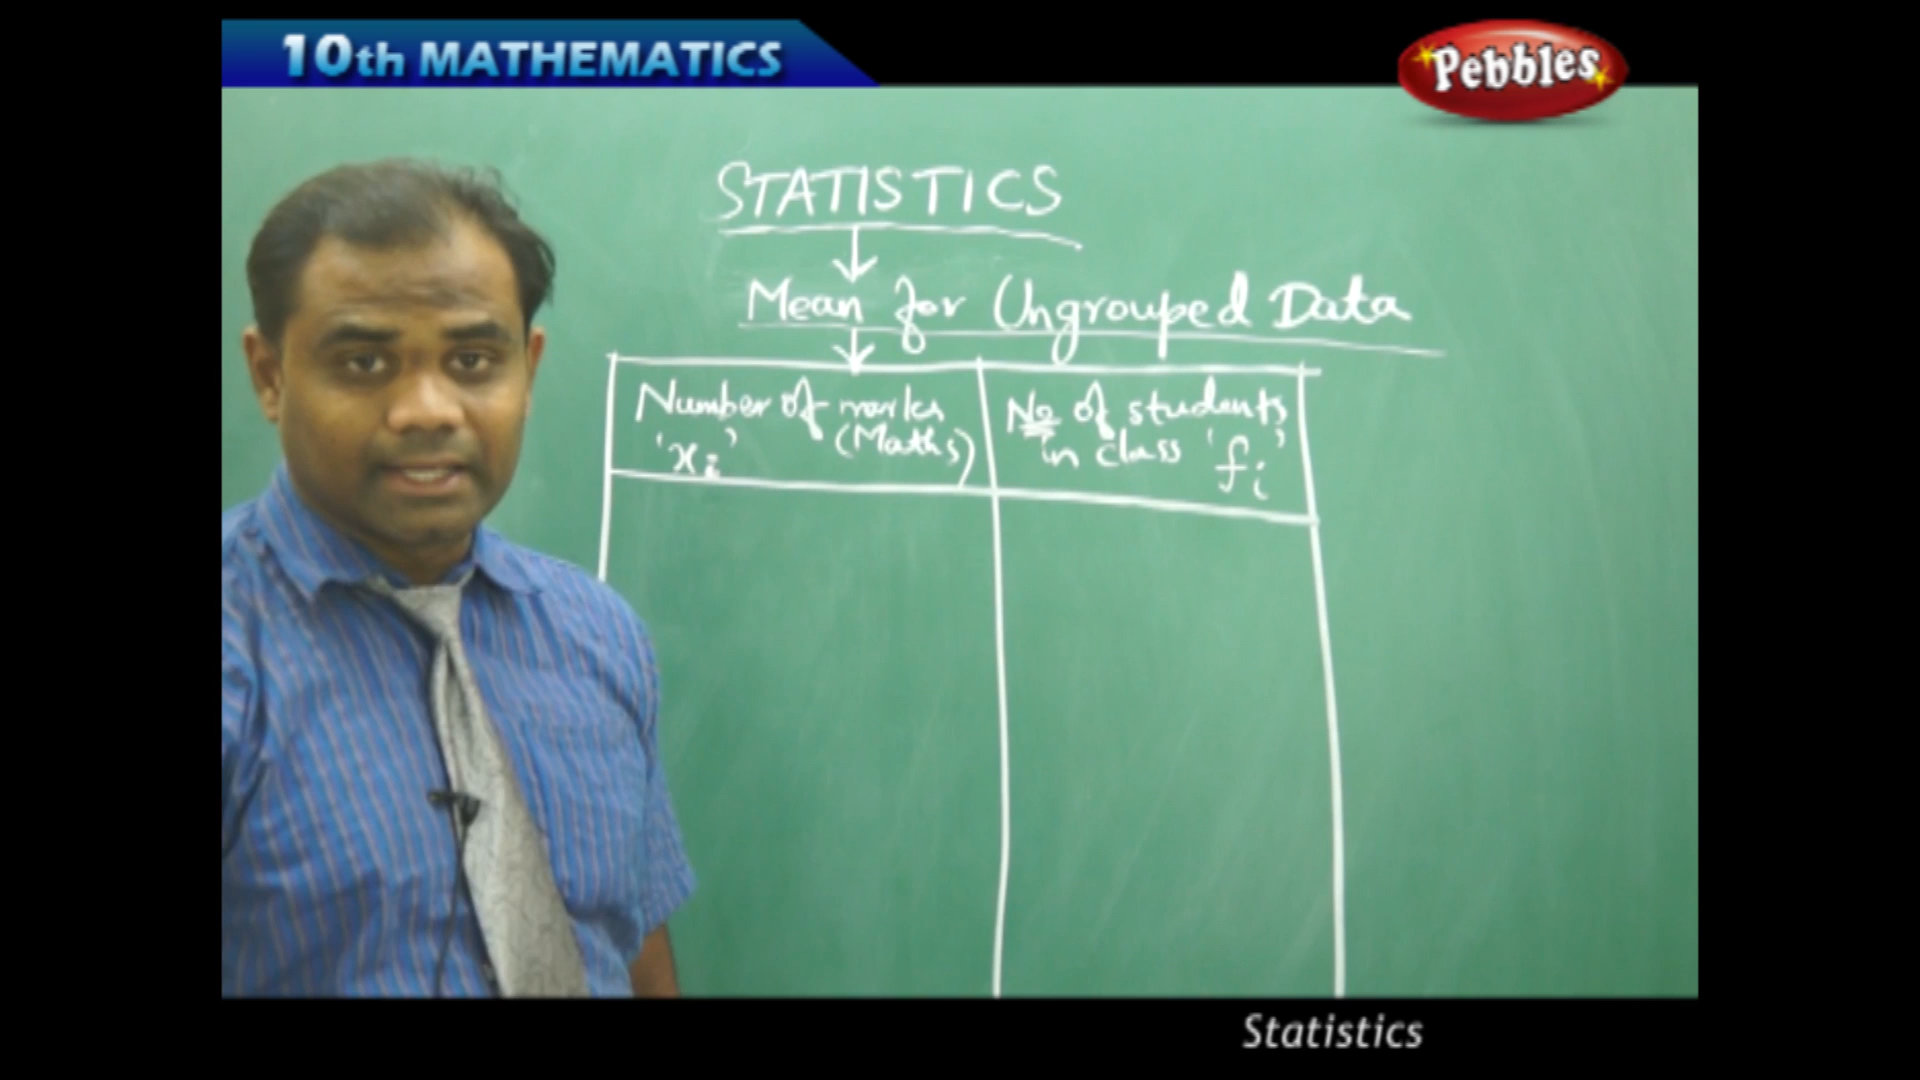 10th MATHEMATICS
Pebbles
STATISTICS
Mean for Ungrouped Data
Number of marks
(Maths)
'xi'
No of students
in class 'fi'
Statistics